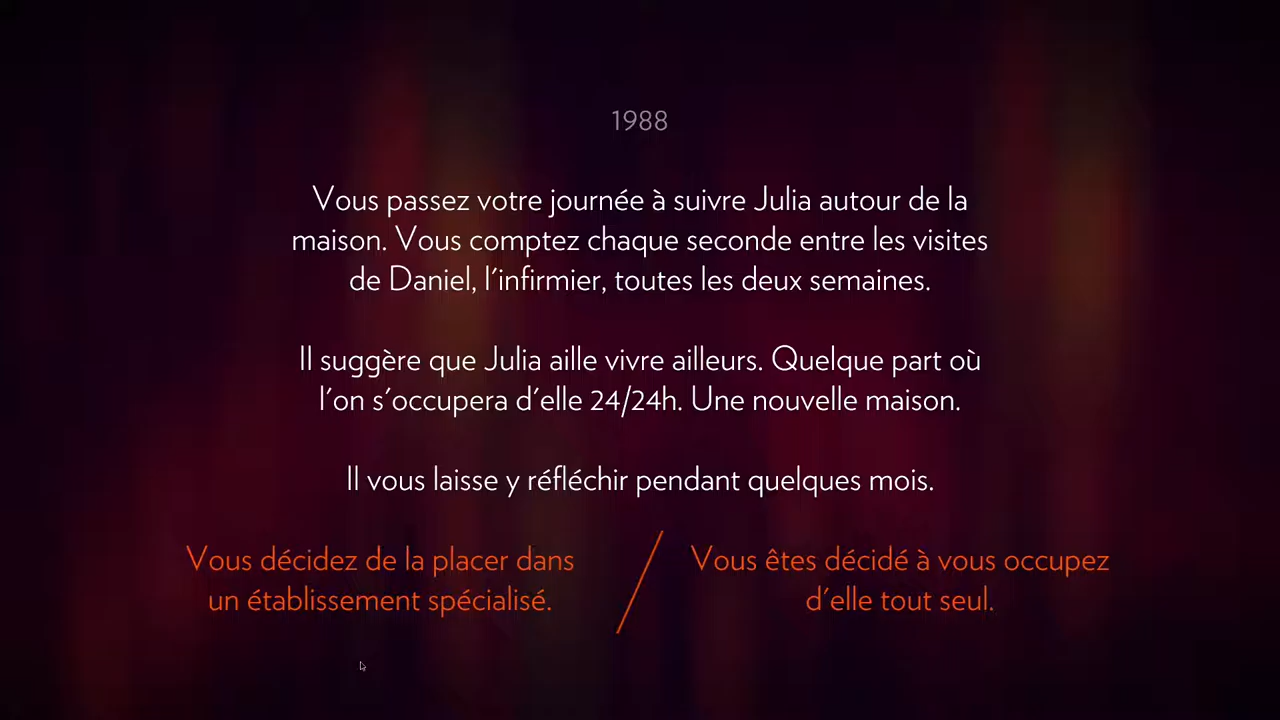 1988
Vous passez votre journée à suivre Julia autour de la
maison. Vous comptez chaque seconde entre les visites
de Daniel, l'infirmier, toutes les deux semaines.
Il suggère que Julia aille vivre ailleurs. Quelque part où
l'on s'occupera d'elle 24/24h. Une nouvelle maison.
Il vous laisse y réfléchir pendant quelques mois.
Vous décidez de la placer dans
un établissement spécialisé.
Vous êtes décidé à vous occupez
d'elle tout seul.